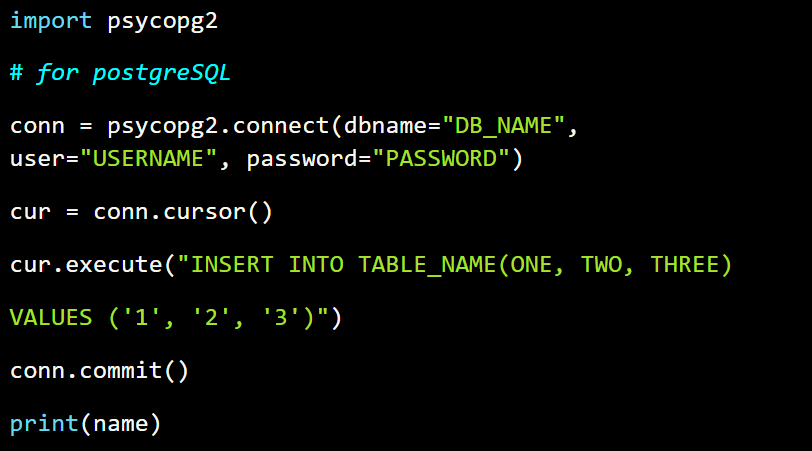 import psycopg2
# for postgreSQL
conn = psycopg2.connect(dbname="DB_NAME",
user="USERNAME", password="PASSWORD")
cur = conn.cursor()
cur.execute("INSERT INTO TABLE_NAME(ONE, TWO, THREE)
VALUES ('1', '2', '3')")
conn.commit()
print(name)